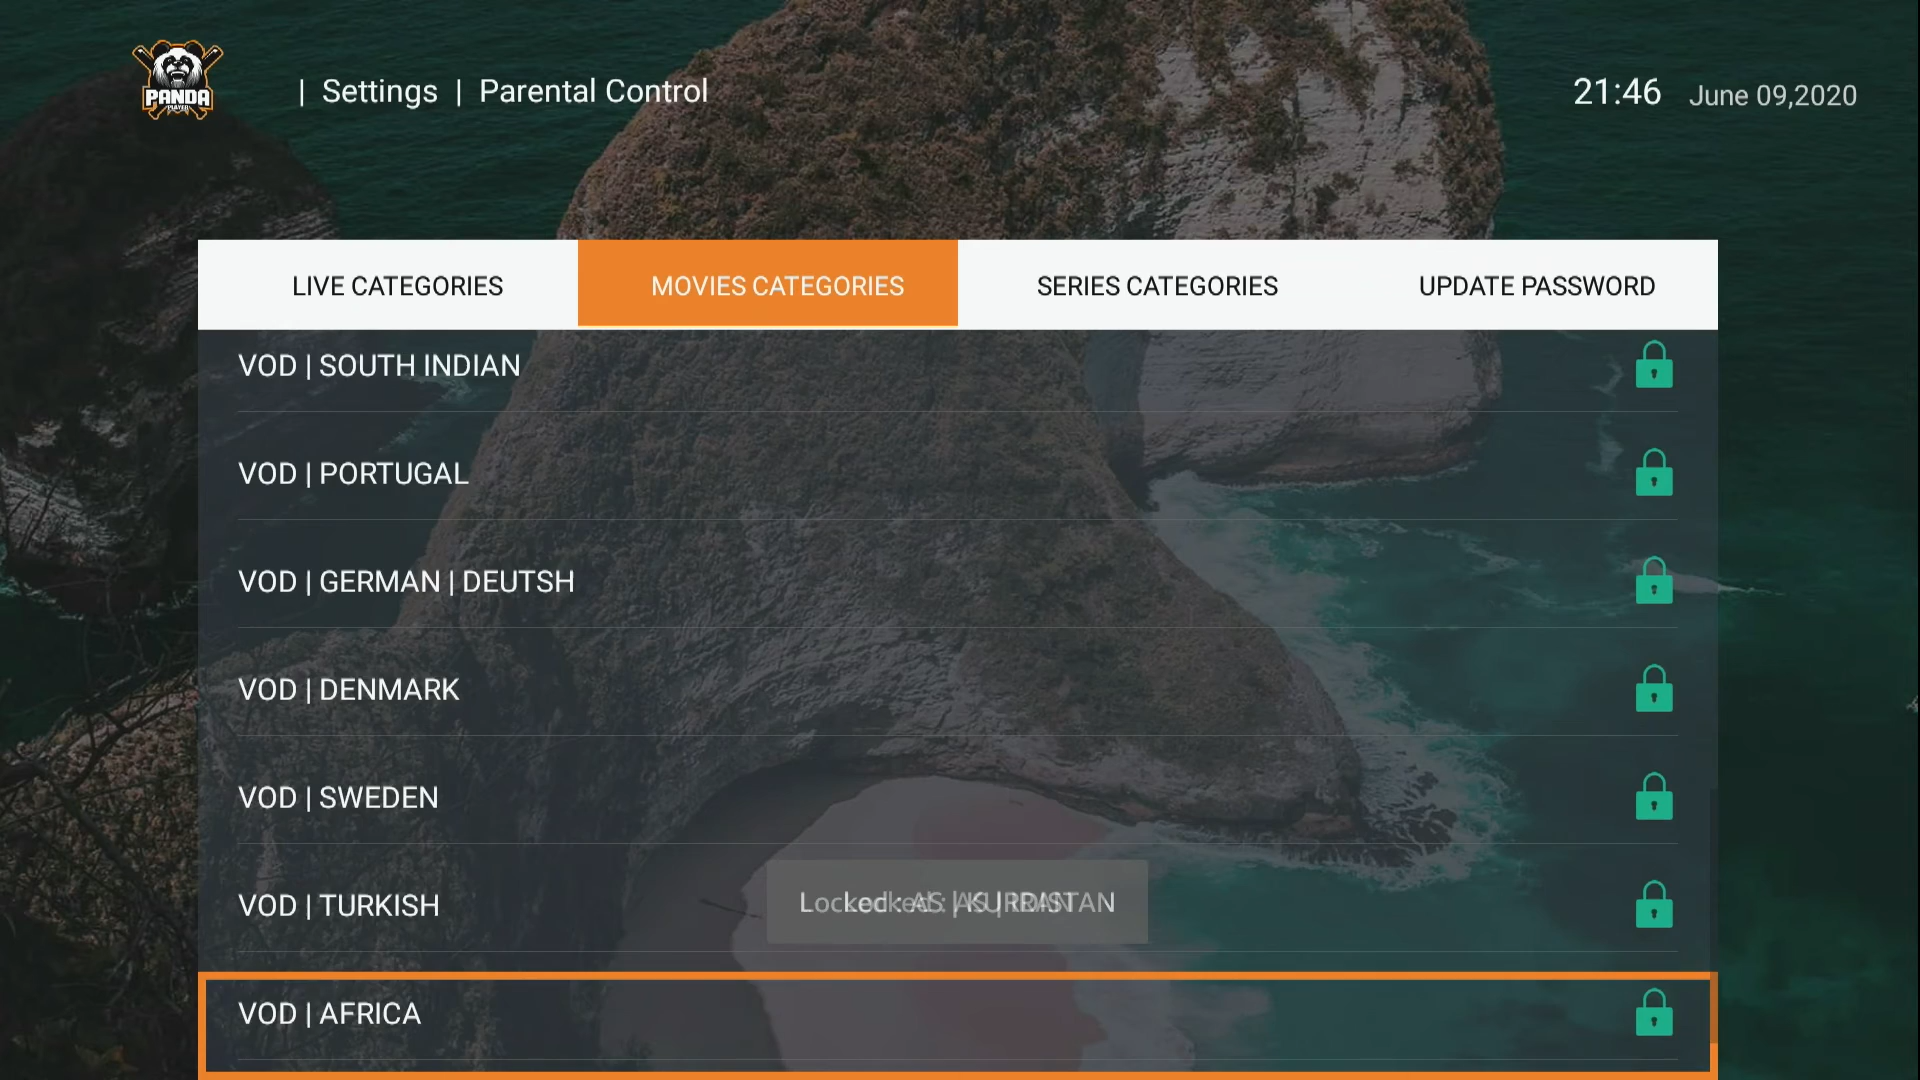 PANDA
PLAYER
| Settings | Parental Control
21:46 June 09,2020
LIVE CATEGORIES MOVIES CATEGORIES SERIES CATEGORIES UPDATE PASSWORD
VOD | SOUTH INDIAN
VOD | PORTUGAL
VOD | GERMAN | DEUTSH
VOD | DENMARK
VOD | SWEDEN
VOD | TURKISH
VOD | AFRICA